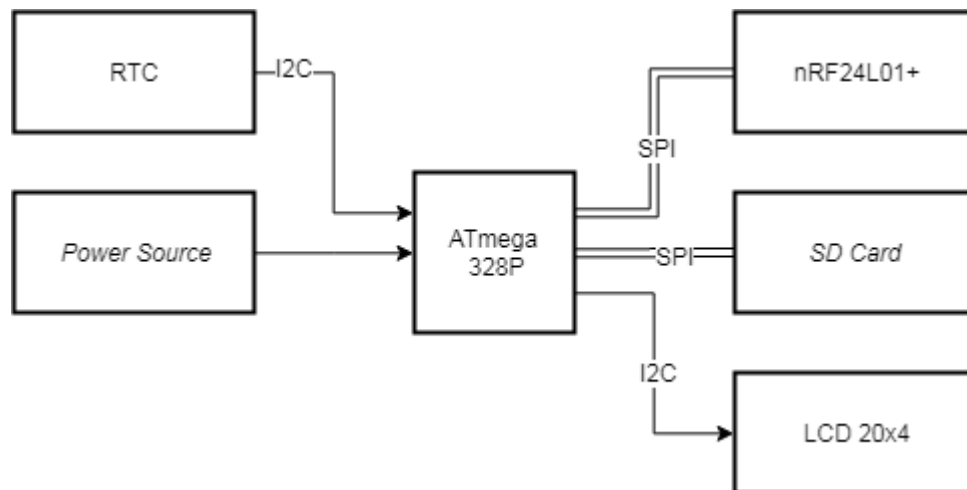 RTC
I2C
nRF24L01+
SPI
Power Source
ATmega
328P
SPI
SD Card
I2C
LCD 20x4